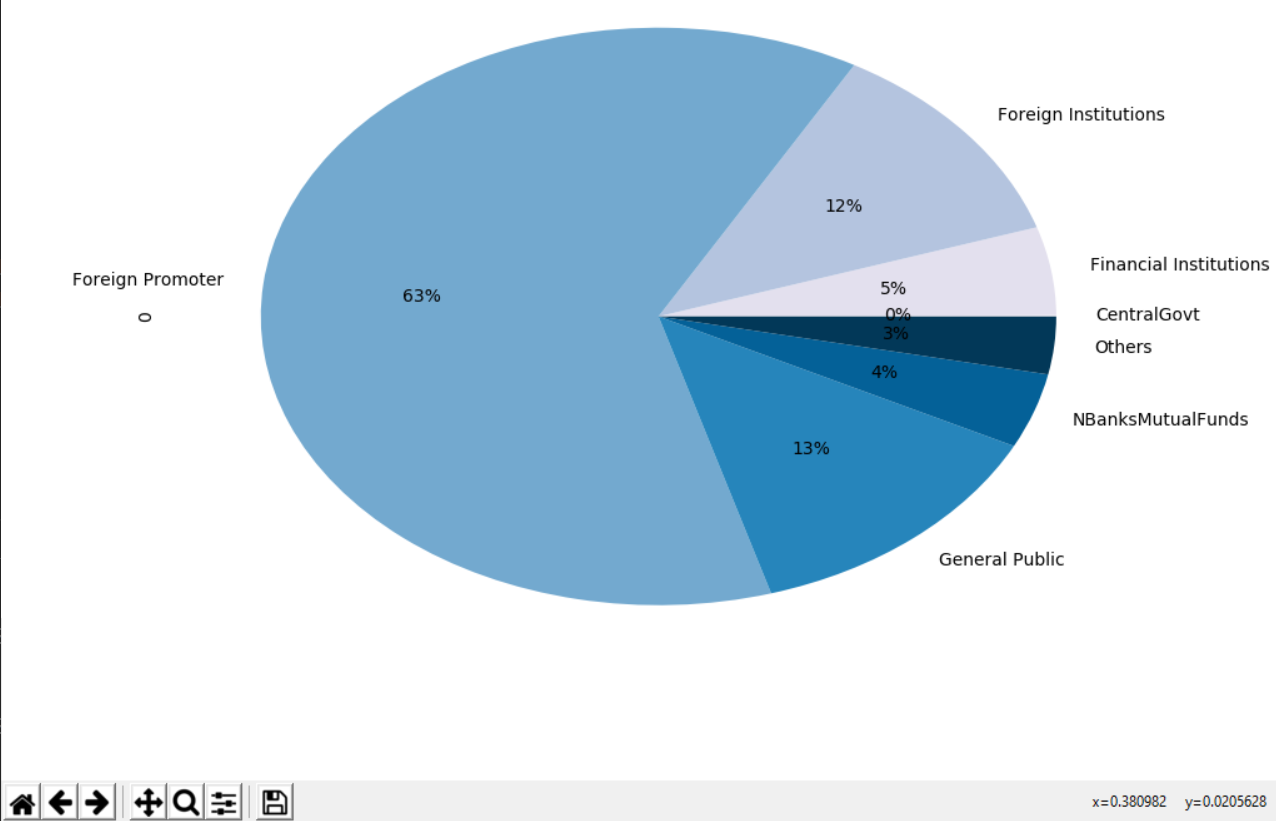 Foreign Institutions
12%
Financial Institutions
Foreign Promoter
63%
5%
0
0%
CentralGovt
3%
Others
4%
NBanksMutualFunds
13%
General Public
x=0.380982 y=0.0205628